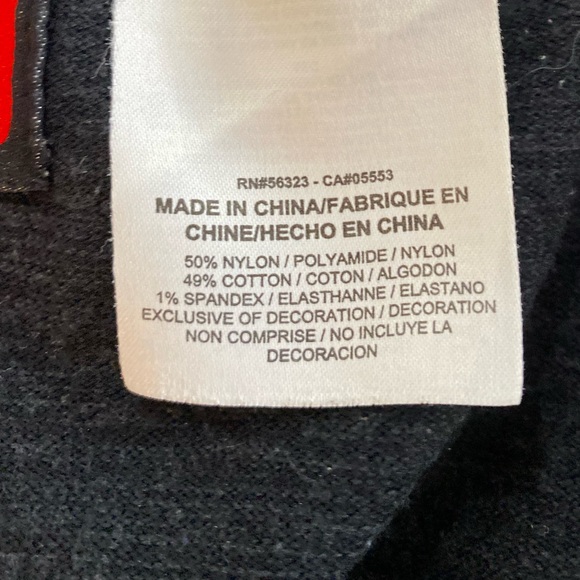 RN#56323 - CA#05553
MADE IN CHINA/FABRIQUE EN
CHINE/HECHO EN CHINA
50% NYLON / POLYAMIDE / NYLON
49% COTTON / COTON / ALGODON
1% SPANDEX / ELASTHANNE / ELASTANO
EXCLUSIVE OF DECORATION / DECORATION
NON COMPRISE / NO INCLUYE LA
DECORACION